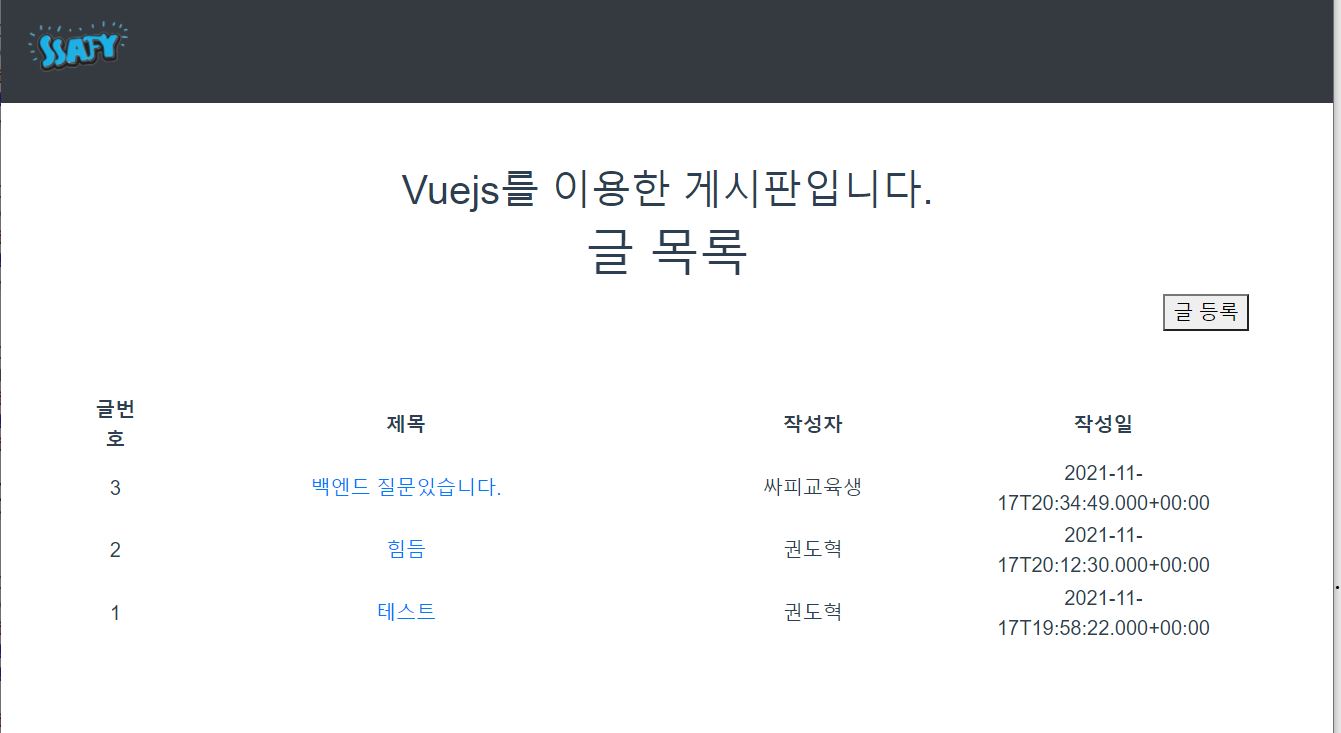 SSAFY
Vuejs를 이용한 게시판입니다.
글 목록
글 등록
글번
호
제목
작성자
작성일
3
백엔드 질문있습니다.
싸피교육생
2021-11-
17T20:34:49.000+00:00
2
힘듬
권도혁
2021-11-
17T20:12:30.000+00:00
1
테스트
권도혁
2021-11-
17T19:58:22.000+00:00